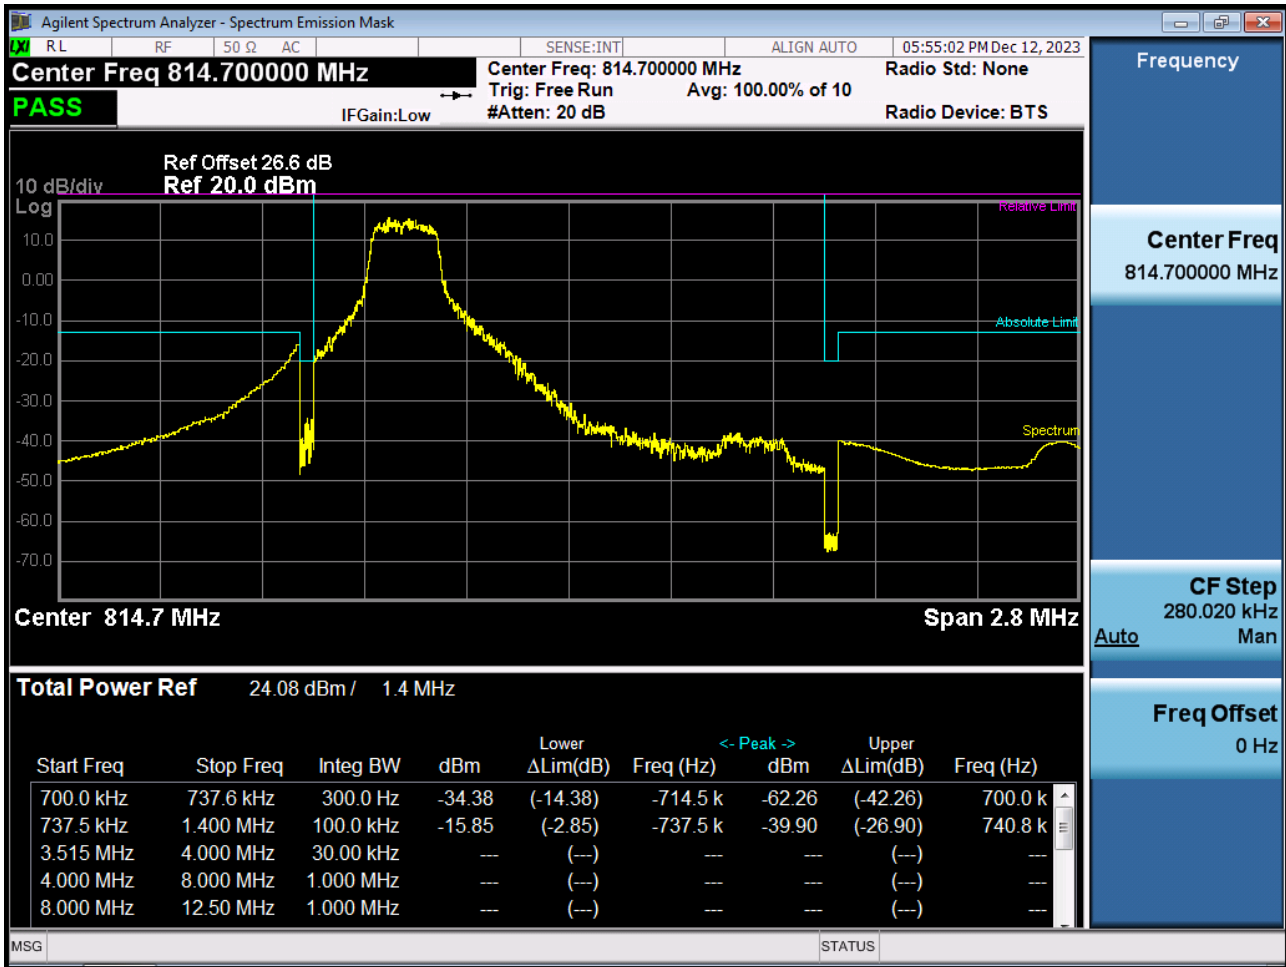 Agilent Spectrum Analyzer - Spectrum Emission Mask
LXI RL RF 50 Ω AC SENSE:INT ALIGN AUTO 05:55:02 PM Dec 12, 2023
Center Freq 814.700000 MHz Center Freq: 814.700000 MHz Radio Std: None
Trig: Free Run Avg: 100.00% of 10
PASS IFGain:Low #Atten: 20 dB Radio Device: BTS
Ref Offset 26.6 dB
10 dB/div Ref 20.0 dBm
Log
Relative Limit
10.0
0.00
-10.0
Absolute Limit
-20.0
-30.0
Spectrum
-40.0
-50.0
-60.0
-70.0
Center 814.7 MHz Span 2.8 MHz
Total Power Ref 24.08 dBm / 1.4 MHz
Lower <- Peak -> Upper
Start Freq Stop Freq Integ BW dBm ΔLim(dB) Freq (Hz) dBm ΔLim(dB) Freq (Hz)
700.0 kHz 737.6 kHz 300.0 Hz -34.38 (-14.38) -714.5 k -62.26 (-42.26) 700.0 k
737.5 kHz 1.400 MHz 100.0 kHz -15.85 (-2.85) -737.5 k -39.90 (-26.90) 740.8 k
3.515 MHz 4.000 MHz 30.00 kHz --- (---) --- --- (---) ---
4.000 MHz 8.000 MHz 1.000 MHz --- (---) --- --- (---) ---
8.000 MHz 12.50 MHz 1.000 MHz --- (---) --- --- (---) ---
MSG STATUS
Frequency
Center Freq
814.700000 MHz
CF Step
280.020 kHz
Auto Man
Freq Offset
0 Hz